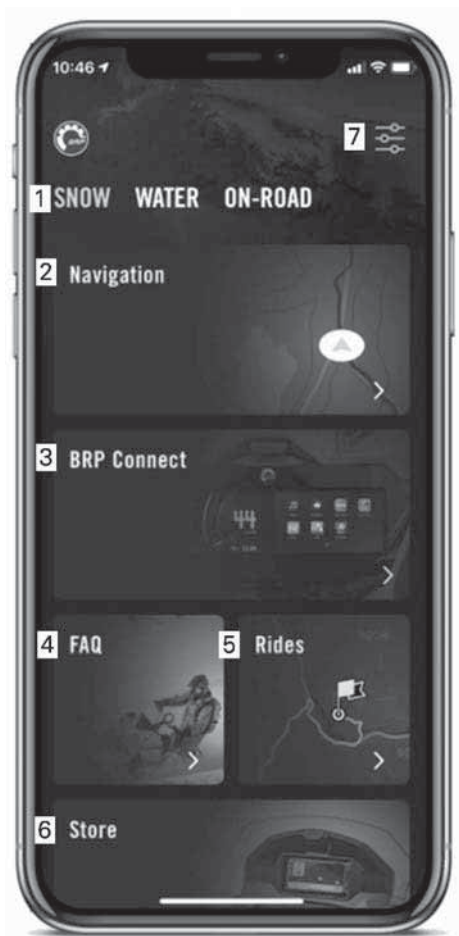 10:46
7
1 SNOW WATER ON-ROAD
2 Navigation
3 BRP Connect
4 FAQ
5 Rides
6 Store